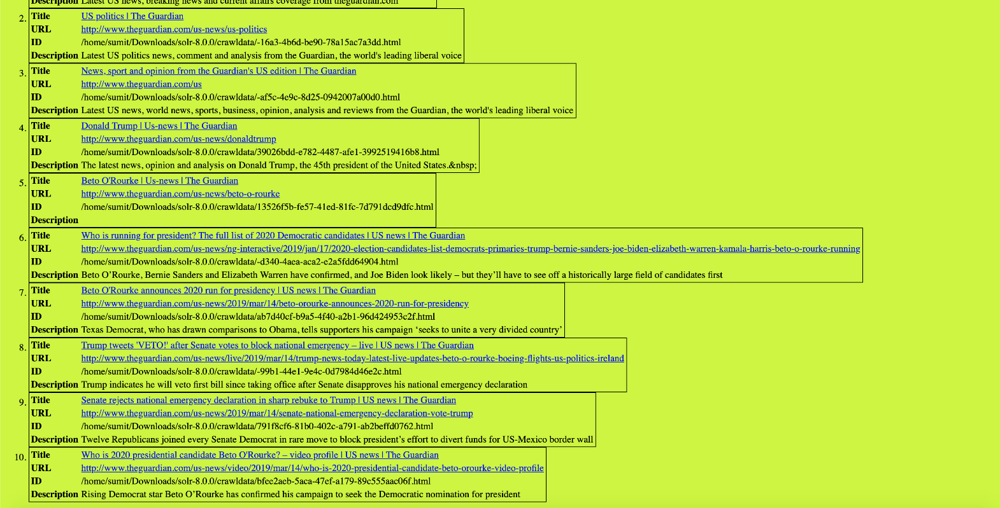 Description Latest US news, breaking news and current affairs coverage from theguardian.com
2. Title US politics | The Guardian
URL http://www.theguardian.com/us-news/us-politics
ID /home/sumit/Downloads/solr-8.0.0/crawldata/-16a3-4b6d-be90-78a15ac7a3dd.html
Description Latest US politics news, comment and analysis from the Guardian, the world's leading liberal voice
3. Title News, sport and opinion from the Guardian's US edition | The Guardian
URL http://www.theguardian.com/us
ID /home/sumit/Downloads/solr-8.0.0/crawldata/-af5c-4e9c-8d25-0942007a00d0.html
Description Latest US news, world news, sports, business, opinion, analysis and reviews from the Guardian, the world's leading liberal voice
4. Title Donald Trump | Us-news | The Guardian
URL http://www.theguardian.com/us-news/donaldtrump
ID /home/sumit/Downloads/solr-8.0.0/crawldata/39026bdd-e782-4487-afe1-3992519416b8.html
Description The latest news, opinion and analysis on Donald Trump, the 45th president of the United States.&nbsp;
5. Title Beto O'Rourke | Us-news | The Guardian
URL http://www.theguardian.com/us-news/beto-o-rourke
ID /home/sumit/Downloads/solr-8.0.0/crawldata/13526f5b-fe57-41ed-81fc-7d791dcd9dfc.html
Description
6. Title Who is running for president? The full list of 2020 Democratic candidates | US news | The Guardian
URL http://www.theguardian.com/us-news/ng-interactive/2019/jan/17/2020-election-candidates-list-democrats-primaries-trump-bernie-sanders-joe-biden-elizabeth-warren-kamala-harris-beto-o-rourke-running
ID /home/sumit/Downloads/solr-8.0.0/crawldata/-d340-4aea-aca2-e2a5fdd64904.html
Description Beto O’Rourke, Bernie Sanders and Elizabeth Warren have confirmed, and Joe Biden look likely – but they’ll have to see off a historically large field of candidates first
7. Title Beto O'Rourke announces 2020 run for presidency | US news | The Guardian
URL http://www.theguardian.com/us-news/2019/mar/14/beto-orourke-announces-2020-run-for-presidency
ID /home/sumit/Downloads/solr-8.0.0/crawldata/ab7d40cf-b9a5-4f40-a2b1-96d424953c2f.html
Description Texas Democrat, who has drawn comparisons to Obama, tells supporters his campaign ‘seeks to unite a very divided country’
8. Title Trump tweets 'VETO!' after Senate votes to block national emergency – live | US news | The Guardian
URL http://www.theguardian.com/us-news/live/2019/mar/14/trump-news-today-latest-live-updates-beto-o-rourke-boeing-flights-us-politics-ireland
ID /home/sumit/Downloads/solr-8.0.0/crawldata/-99b1-44e1-9e4c-0d7984d46e2c.html
Description Trump indicates he will veto first bill since taking office after Senate disapproves his national emergency declaration
9. Title Senate rejects national emergency declaration in sharp rebuke to Trump | US news | The Guardian
URL http://www.theguardian.com/us-news/2019/mar/14/senate-national-emergency-declaration-vote-trump
ID /home/sumit/Downloads/solr-8.0.0/crawldata/791f8cf6-81b0-402c-a791-ab2beffd0762.html
Description Twelve Republicans joined every Senate Democrat in rare move to block president’s effort to divert funds for US-Mexico border wall
10. Title Who is 2020 presidential candidate Beto O'Rourke? – video profile | US news | The Guardian
URL http://www.theguardian.com/us-news/video/2019/mar/14/who-is-2020-presidential-candidate-beto-orourke-video-profile
ID /home/sumit/Downloads/solr-8.0.0/crawldata/bfee2aeb-5aca-47ef-a179-89c555aac06f.html
Description Rising Democrat star Beto O’Rourke has confirmed his campaign to seek the Democratic nomination for president